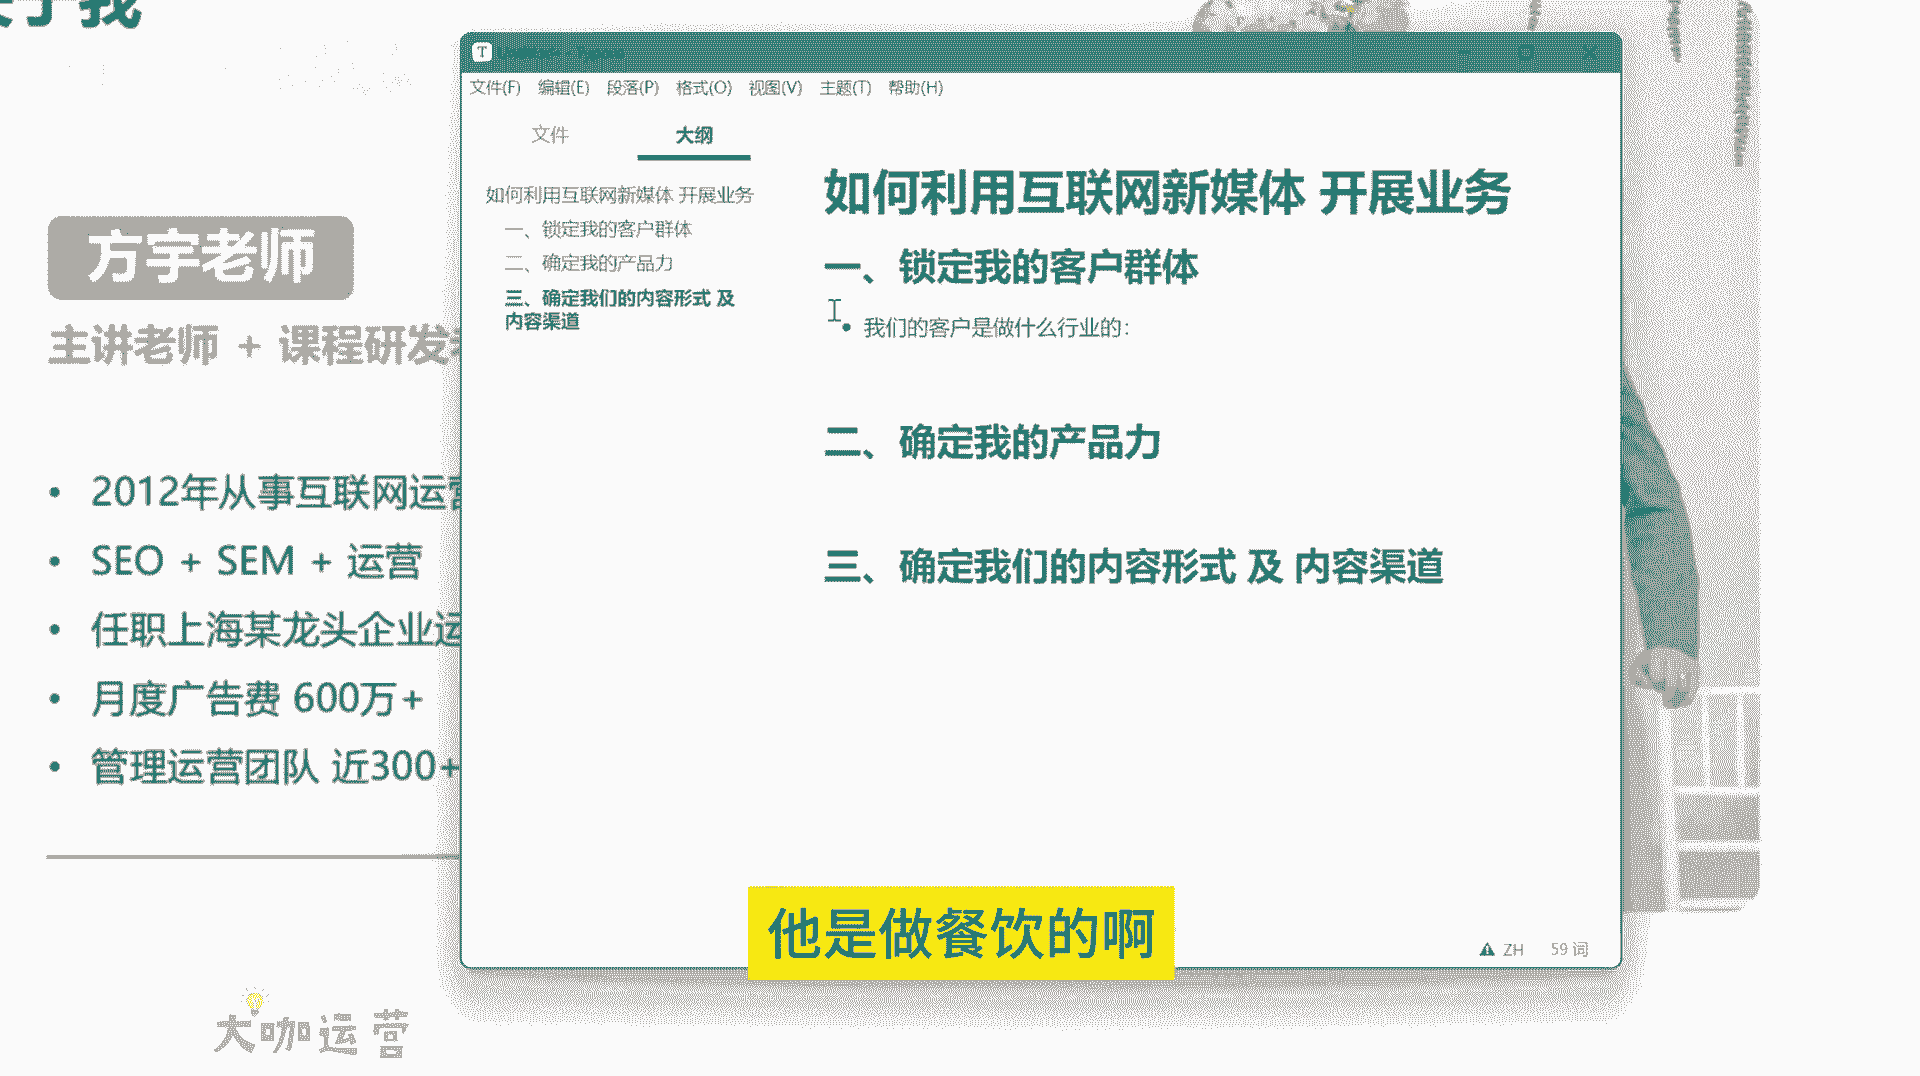 方宇老师
主讲老师 + 课程研发
2012年从事互联网运营
SEO + SEM + 运营
任职上海某龙头企业运
月度广告费 600万+
管理运营团队 近300+
大咖运营
T
文件(F) 编辑(E) 段落(P) 格式(O) 视图(V) 主题(T) 帮助(H)
文件 大纲
如何利用互联网新媒体 开展业务
一、锁定我的客户群体
二、确定我的产品力
三、确定我们的内容形式 及
内容渠道
如何利用互联网新媒体 开展业务
一、锁定我的客户群体
我们的客户是做什么行业的：
二、确定我的产品力
三、确定我们的内容形式 及 内容渠道
ZH 59 词
他是做餐饮的啊